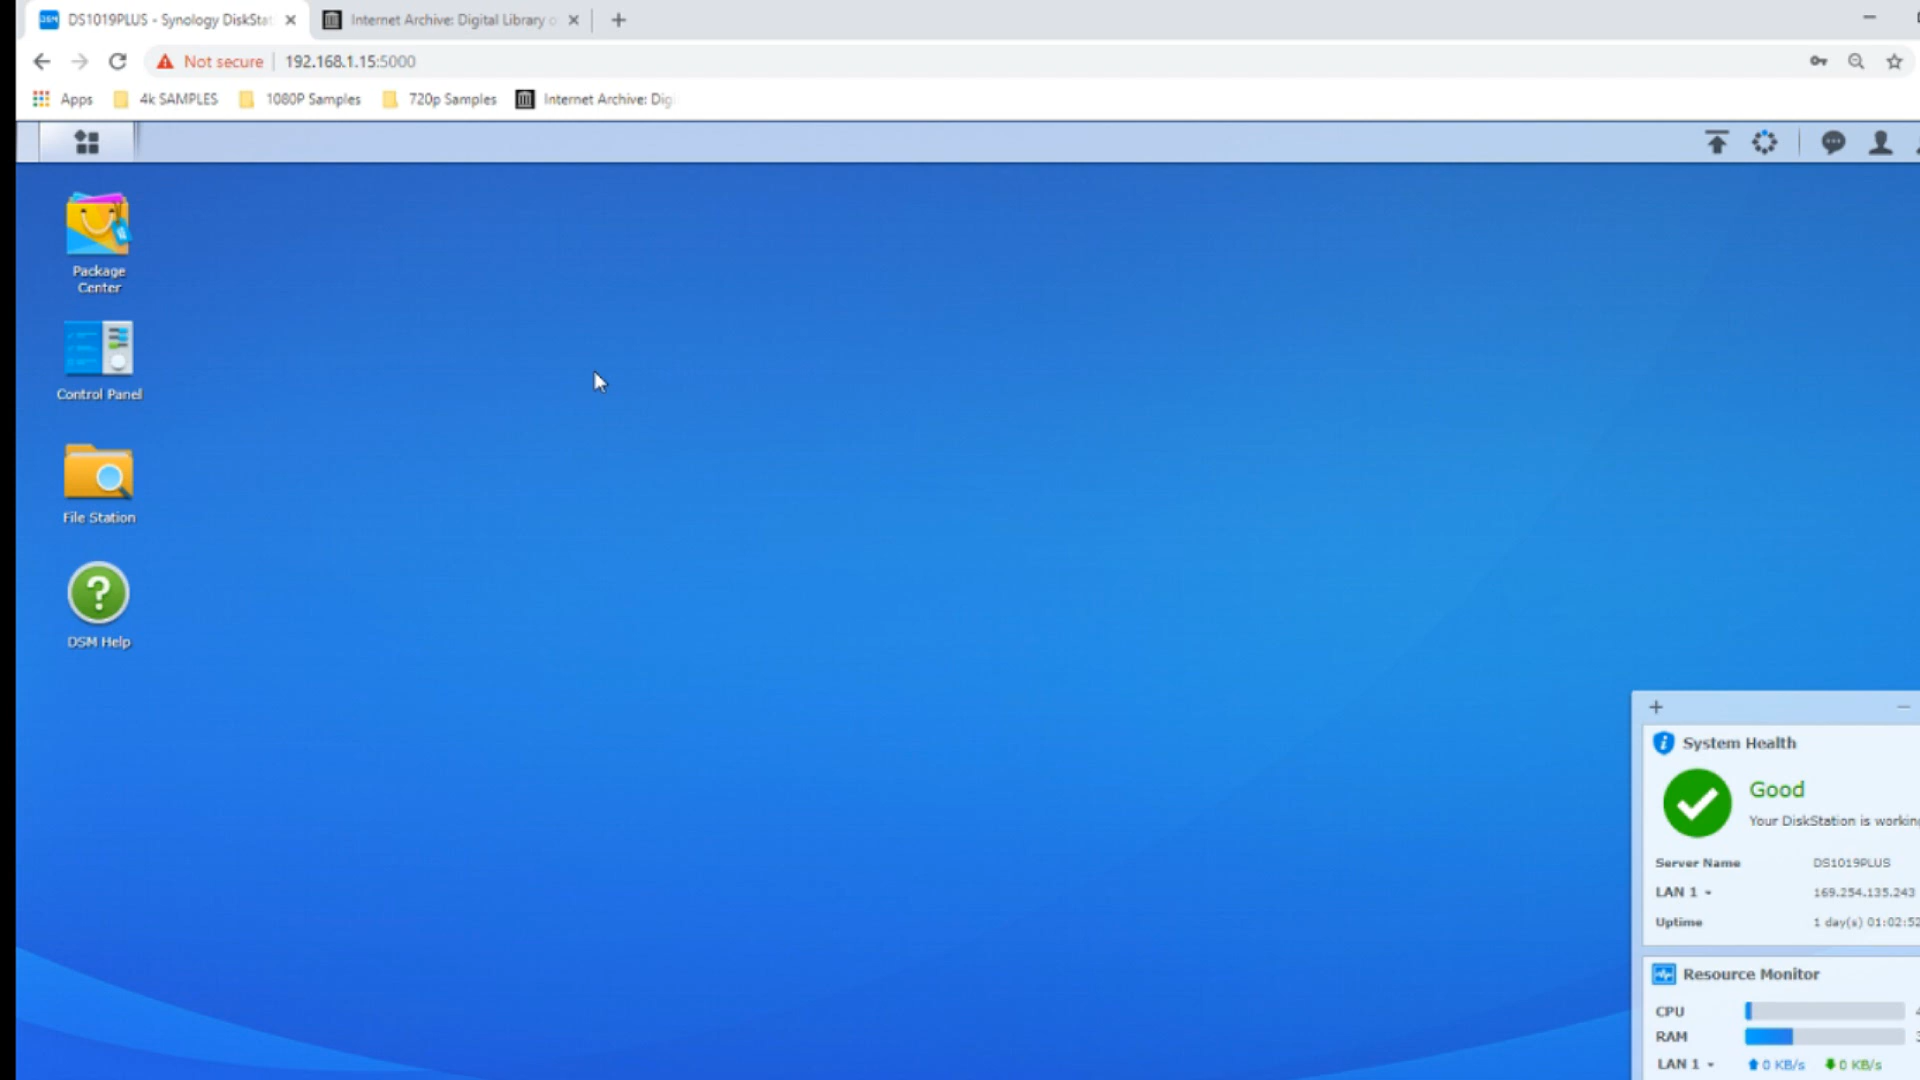 DS1019PLUS - Synology DiskStat
Internet Archive: Digital Library o
Not secure
192.168.1.15:5000
Apps
4k SAMPLES
1080P Samples
720p Samples
Internet Archive: Dig
Package
Center
Control Panel
File Station
DSM Help
System Health
Good
Your DiskStation is working
Server Name DS1019PLUS
LAN 1 169.254.135.243
Uptime 1 day(s) 01:02:52
Resource Monitor
CPU
RAM
LAN 1 0 KB/s 0 KB/s